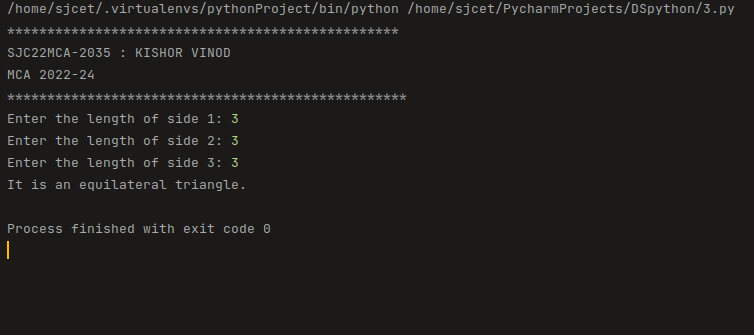 /home/sjcet/.virtualenvs/pythonProject/bin/python /home/sjcet/PycharmProjects/DSpython/3.py
*************************************************
SJC22MCA-2035 : KISHOR VINOD
MCA 2022-24
**************************************************
Enter the length of side 1: 3
Enter the length of side 2: 3
Enter the length of side 3: 3
It is an equilateral triangle.
Process finished with exit code 0